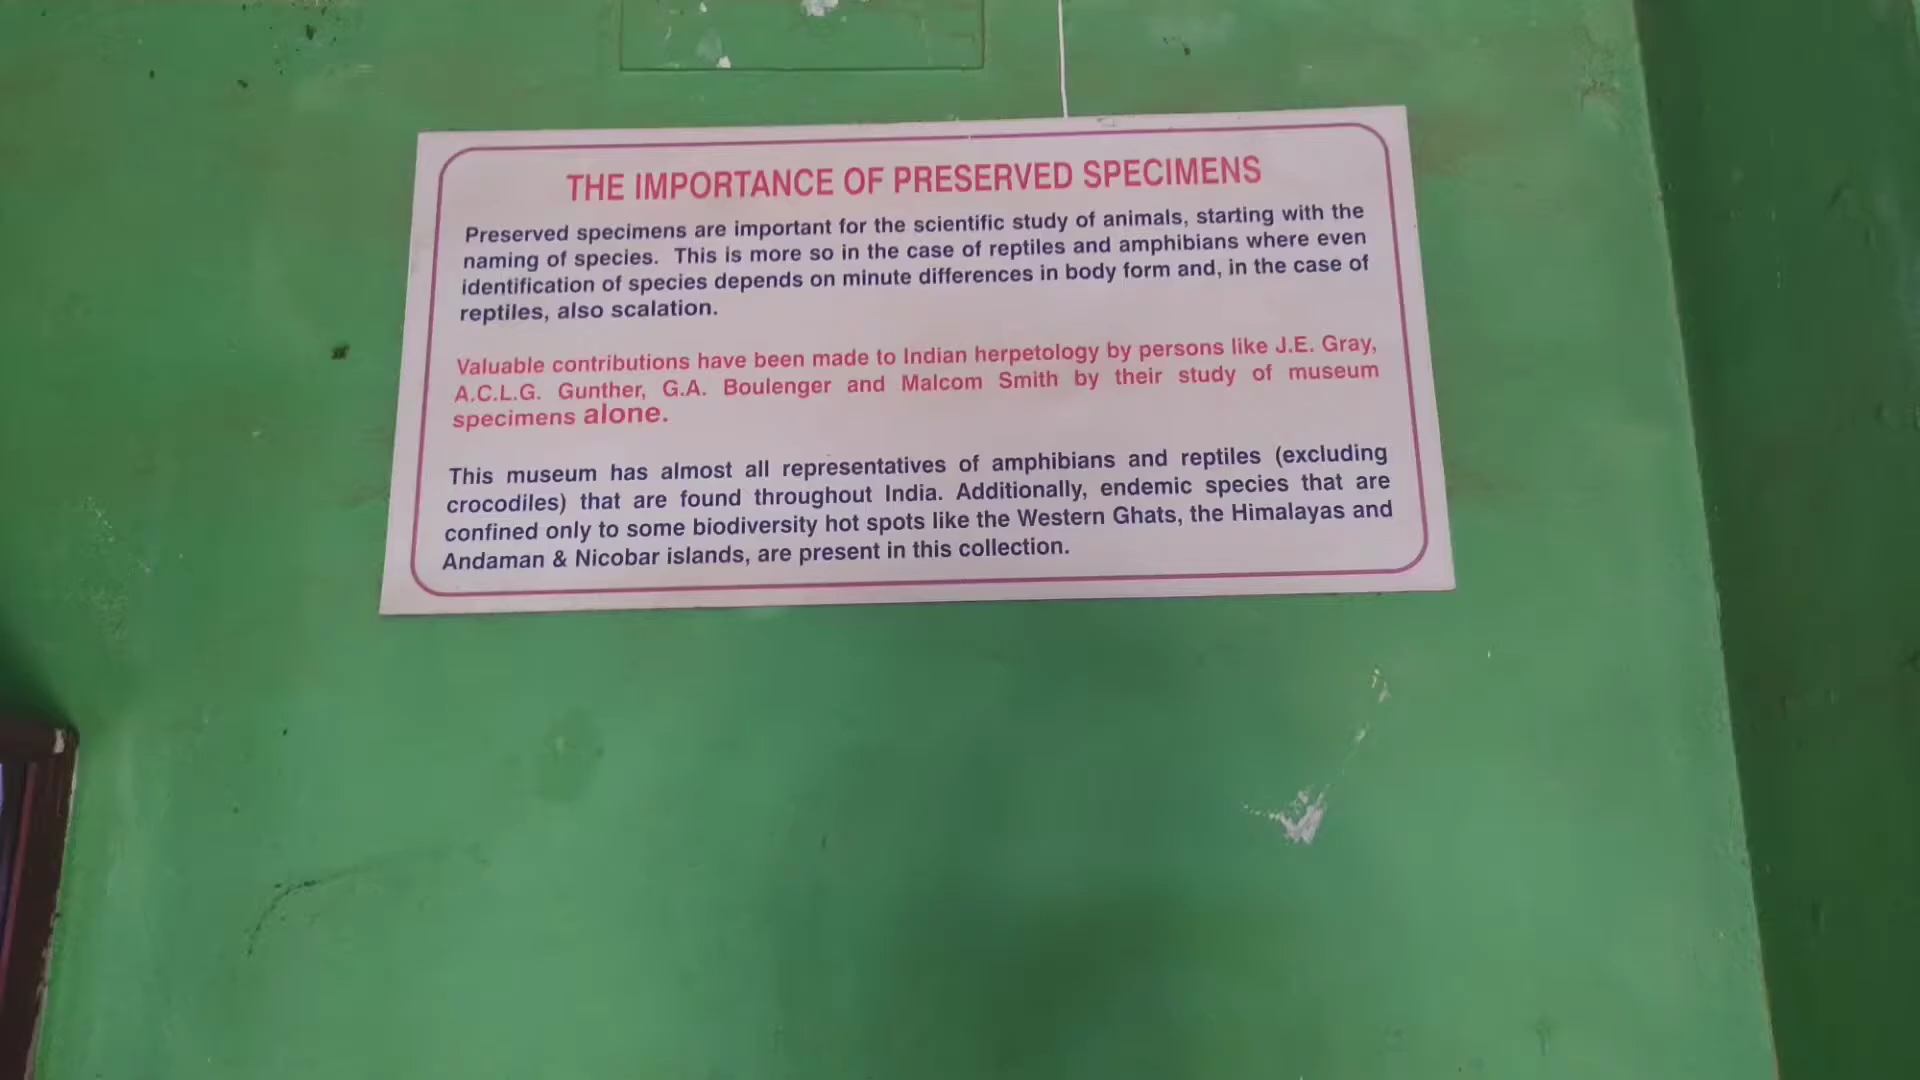 THE IMPORTANCE OF PRESERVED SPECIMENS
Preserved specimens are important for the scientific study of animals, starting with the
naming of species. This is more so in the case of reptiles and amphibians where even
identification of species depends on minute differences in body form and, in the case of
reptiles, also scalation.
Valuable contributions have been made to Indian herpetology by persons like J.E. Gray,
A.C.L.G. Gunther, G.A. Boulenger and Malcom Smith by their study of museum
specimens alone.
This museum has almost all representatives of amphibians and reptiles (excluding
crocodiles) that are found throughout India. Additionally, endemic species that are
confined only to some biodiversity hot spots like the Western Ghats, the Himalayas and
Andaman & Nicobar islands, are present in this collection.